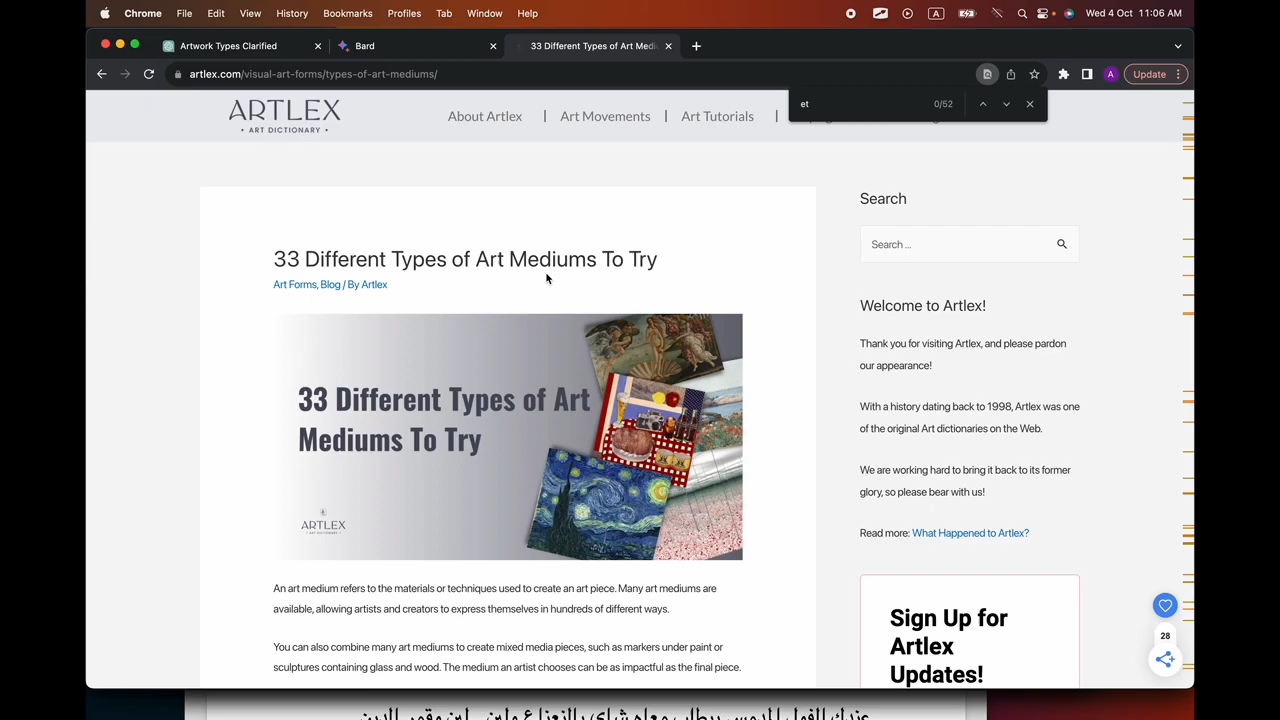 Chrome File Edit View History Bookmarks Profiles Tab Window Help A Wed 4 Oct 11:06 AM
Artwork Types Clarified Bard 33 Different Types of Art Medi
artlex.com/visual-art-forms/types-of-art-mediums/ A Update
et 0/52
ARTLEX
• ART DICTIONARY •
About Artlex | Art Movements | Art Tutorials |
33 Different Types of Art Mediums To Try
Art Forms, Blog / By Artlex
33 Different Types of Art
Mediums To Try
ARTLEX
• ART DICTIONARY •
An art medium refers to the materials or techniques used to create an art piece. Many art mediums are
available, allowing artists and creators to express themselves in hundreds of different ways.
You can also combine many art mediums to create mixed media pieces, such as markers under paint or
sculptures containing glass and wood. The medium an artist chooses can be as impactful as the final piece.
Search
Search ...
Welcome to Artlex!
Thank you for visiting Artlex, and please pardon
our appearance!
With a history dating back to 1998, Artlex was one
of the original Art dictionaries on the Web.
We are working hard to bring it back to its former
glory, so please bear with us!
Read more: What Happened to Artlex?
Sign Up for
Artlex
Updates!
28